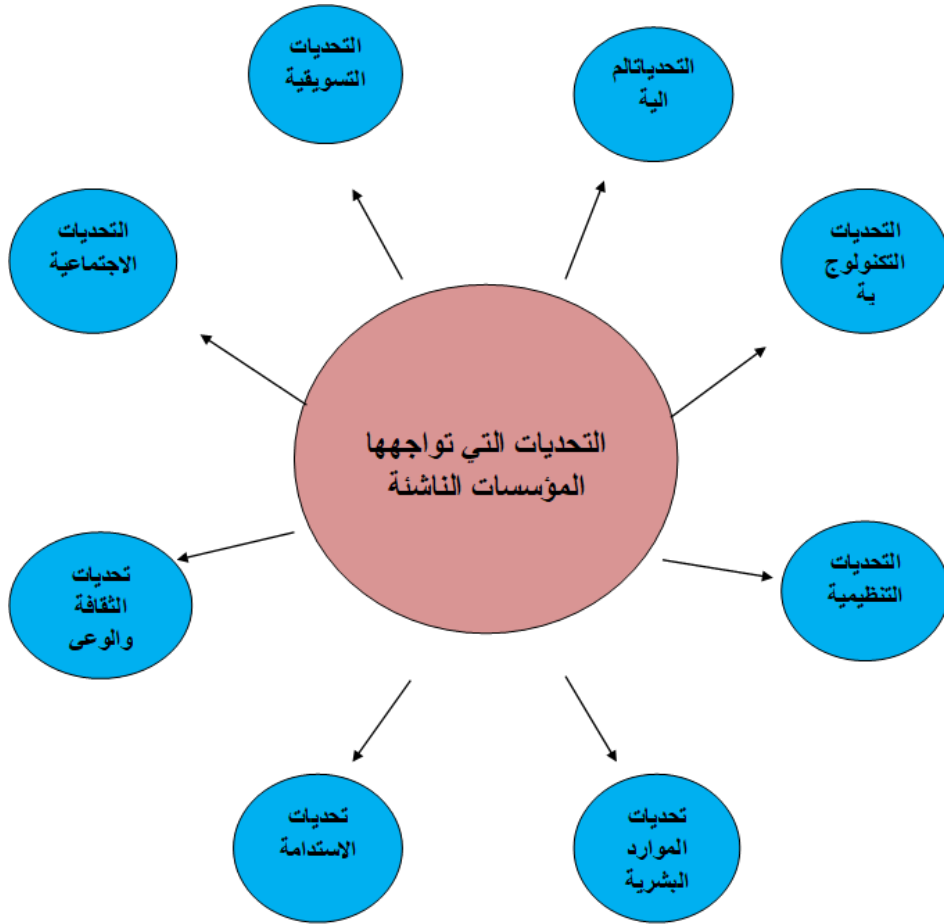 التحديات
التسويقية
التحدياتالم
الية
التحديات
الاجتماعية
التحديات
التكنولوج
ية
التحديات التي تواجهها
المؤسسات الناشئة
تحديات
الثقافة
والوعى
التحديات
التنظيمية
تحديات
الاستدامة
تحديات
الموارد
البشرية